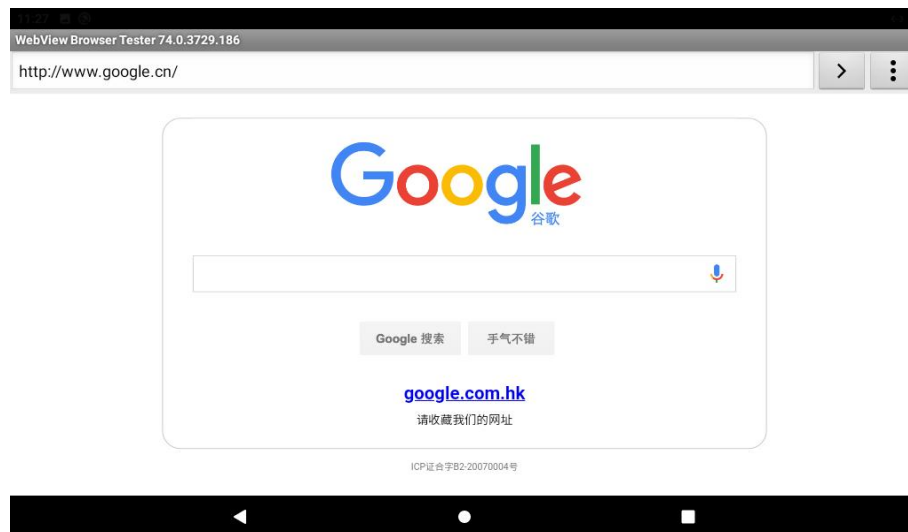 11:27
WebView Browser Tester 74.0.3729.186
http://www.google.cn/
Google
谷歌
Google 搜索 手气不错
google.com.hk
请收藏我们的网址
ICP证合字B2-20070004号